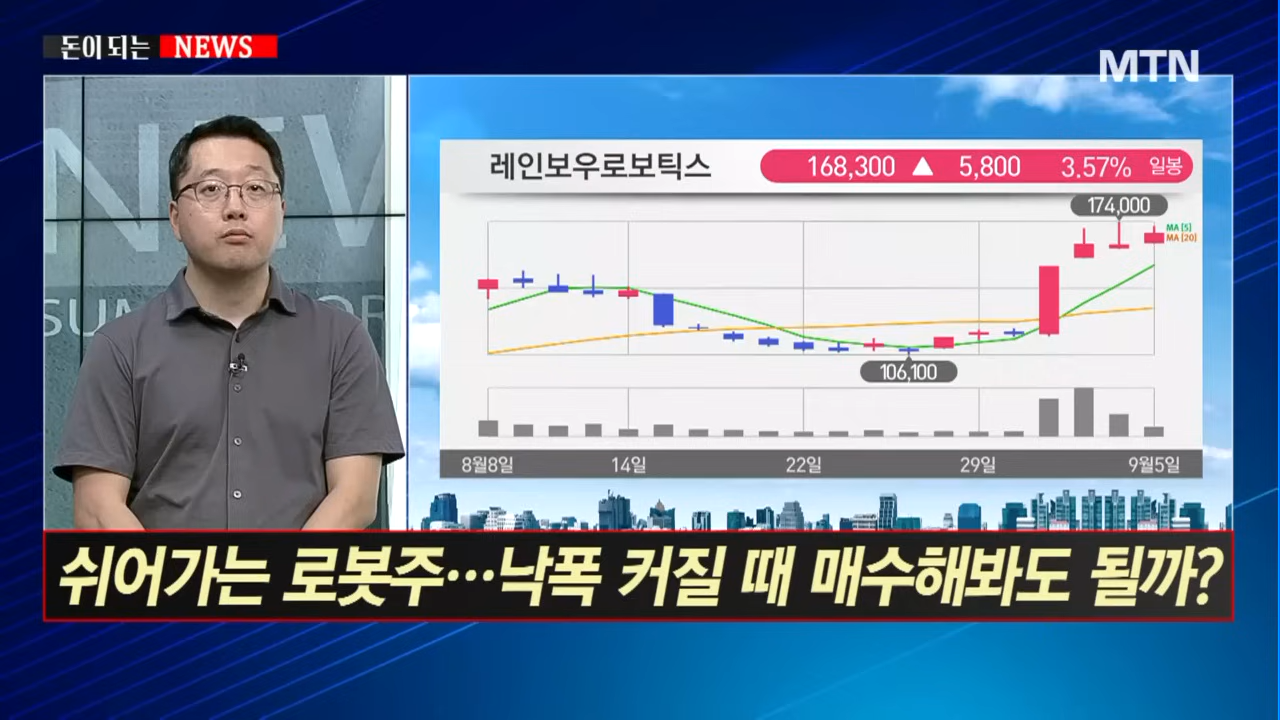 돈이 되는 NEWS
MTN
레인보우로보틱스 168,300 ▲ 5,800 3.57% 일봉
174,000
MA [5]
MA [20]
106,100
8월8일 14일 22일 29일 9월5일
쉬어가는 로봇주…낙폭 커질 때 매수해봐도 될까?